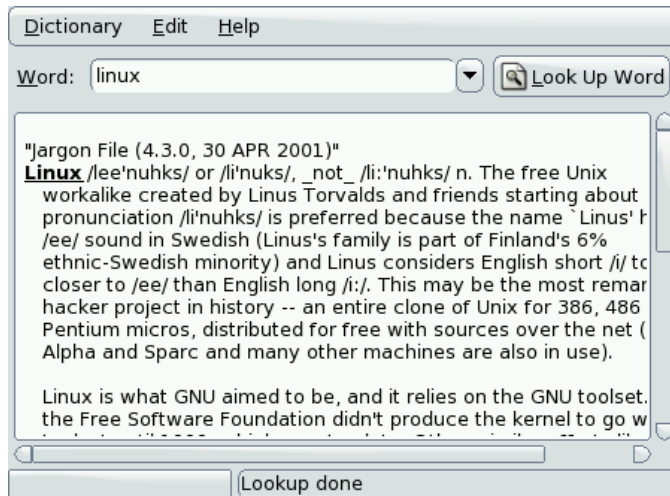 Dictionary Edit Help
Word: linux Look Up Word
"Jargon File (4.3.0, 30 APR 2001)"
Linux /lee'nuhks/ or /li'nuks/, _not_ /li:'nuhks/ n. The free Unix
workalike created by Linus Torvalds and friends starting about
pronunciation /li'nuhks/ is preferred because the name `Linus'
/ee/ sound in Swedish (Linus's family is part of Finland's 6%
ethnic-Swedish minority) and Linus considers English short /i/
closer to /ee/ than English long /i:/. This may be the most
hacker project in history -- an entire clone of Unix for 386, 486
Pentium micros, distributed for free with sources over the net (
Alpha and Sparc and many other machines are also in use).
Linux is what GNU aimed to be, and it relies on the GNU toolset.
the Free Software Foundation didn't produce the kernel to go
Lookup done